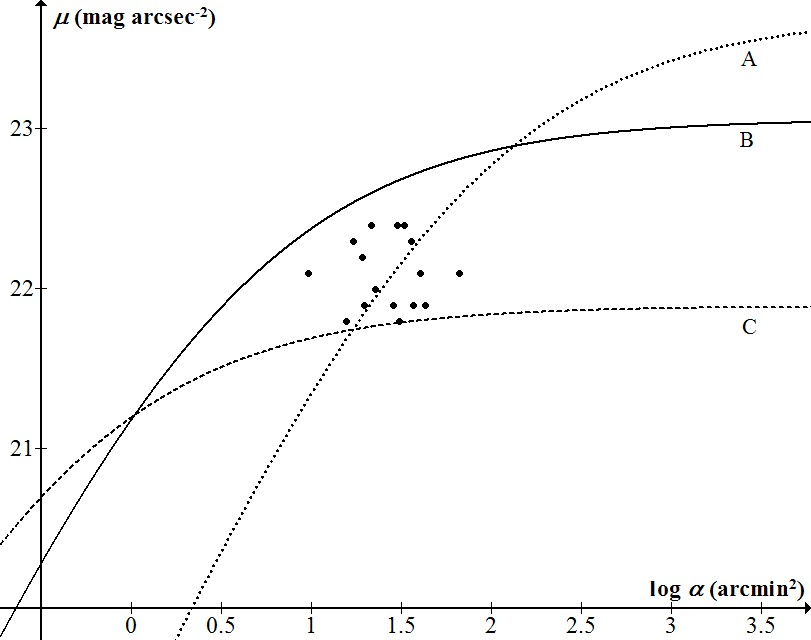 μ (mag arcsec-2)
A
23
B
22
C
21
log α (arcmin2)
0 0.5 1 1.5 2 2.5 3 3.5